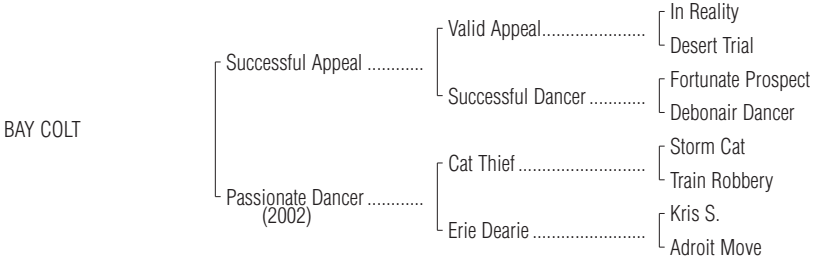 In Reality
Valid Appeal......................
Desert Trial
Successful Appeal ............
Fortunate Prospect
Successful Dancer ............
Debonair Dancer
BAY COLT
Storm Cat
Cat Thief ...........................
Train Robbery
Passionate Dancer ............
(2002)
Kris S.
Erie Dearie ........................
Adroit Move